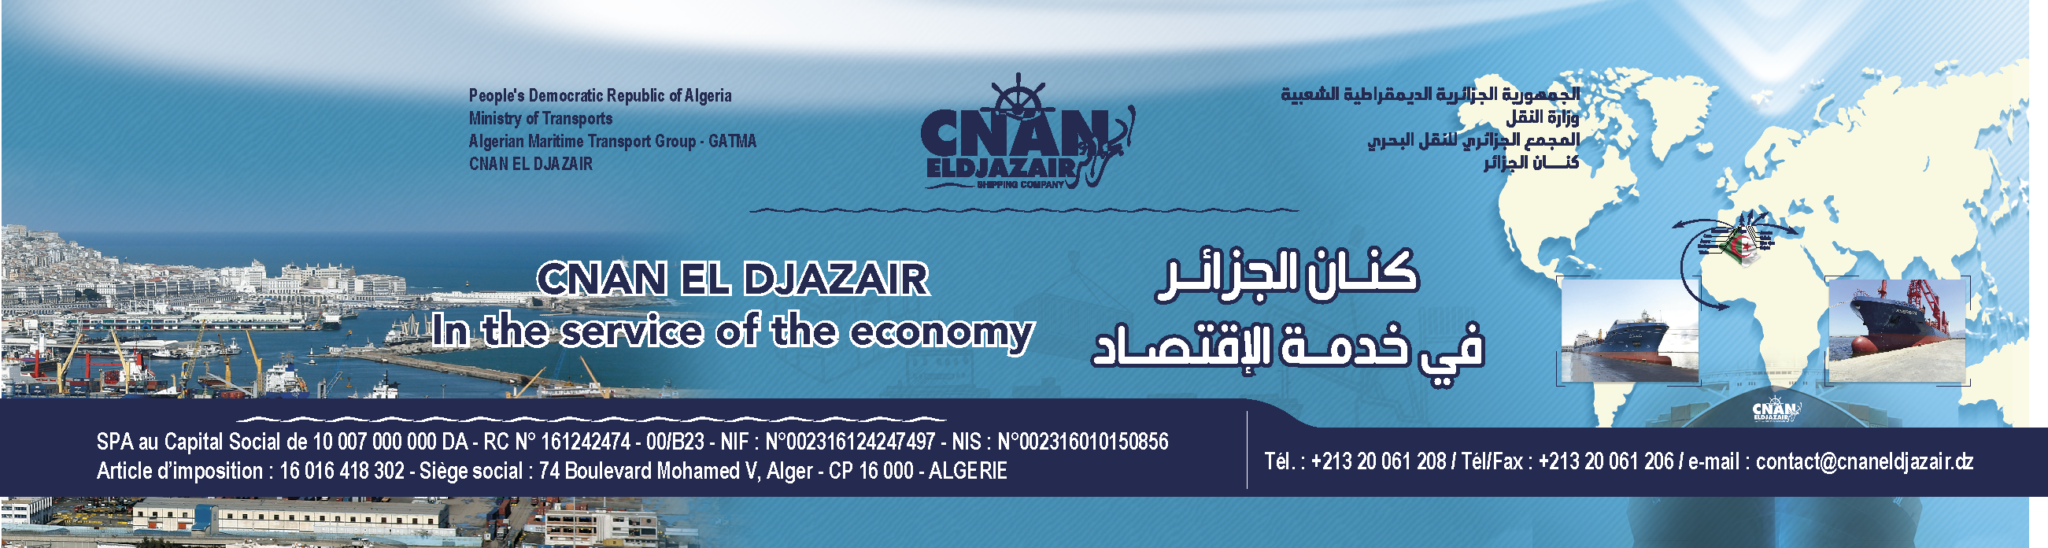 People's Democratic Republic of Algeria
Ministry of Transports
Algerian Maritime Transport Group - GATMA
CNAN EL DJAZAIR
CNAN
ELDJAZAIR
SHIPPING COMPANY
الجمهورية الجزائرية الديمقراطية الشعبية
وزارة النقل
المجمع الجزائري للنقل البحري
كنـــان الجزائر
CNAN EL DJAZAIR
In the service of the economy
كنـان الجزائـر
في خدمـة الإقتصـاد
CNAN
ELDJAZAIR
SPA au Capital Social de 10 007 000 000 DA - RC N° 161242474 - 00/B23 - NIF : N°002316124247497 - NIS : N°002316010150856
Article d'imposition : 16 016 418 302 - Siège social : 74 Boulevard Mohamed V, Alger - CP 16 000 - ALGERIE
Tél. : +213 20 061 208 / Tél/Fax : +213 20 061 206 / e-mail : contact@cnaneldjazair.dz